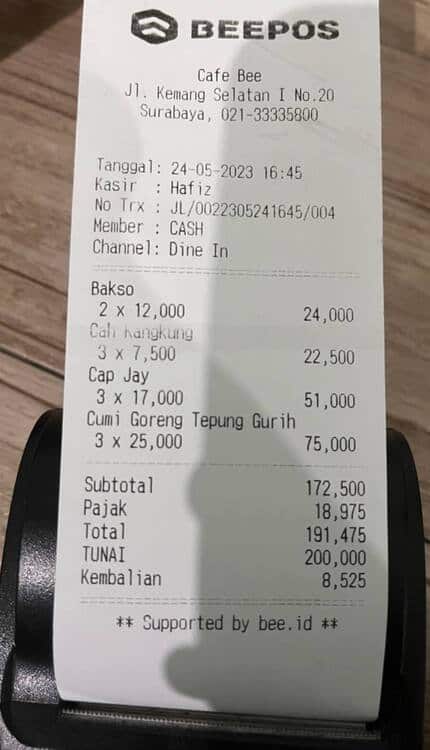 BEEPOS
Cafe Bee
Jl. Kemang Selatan I No.20
Surabaya, 021-33335800
Tanggal: 24-05-2023 16:45
Kasir : Hafiz
No Trx : JL/0022305241645/004
Member : CASH
Channel: Dine In
Bakso
2 x 12,000 24,000
Cah Kangkung
3 x 7,500 22,500
Cap Jay
3 x 17,000 51,000
Cumi Goreng Tepung Gurih
3 x 25,000 75,000
Subtotal 172,500
Pajak 18,975
Total 191,475
TUNAI 200,000
Kembalian 8,525
** Supported by bee.id **